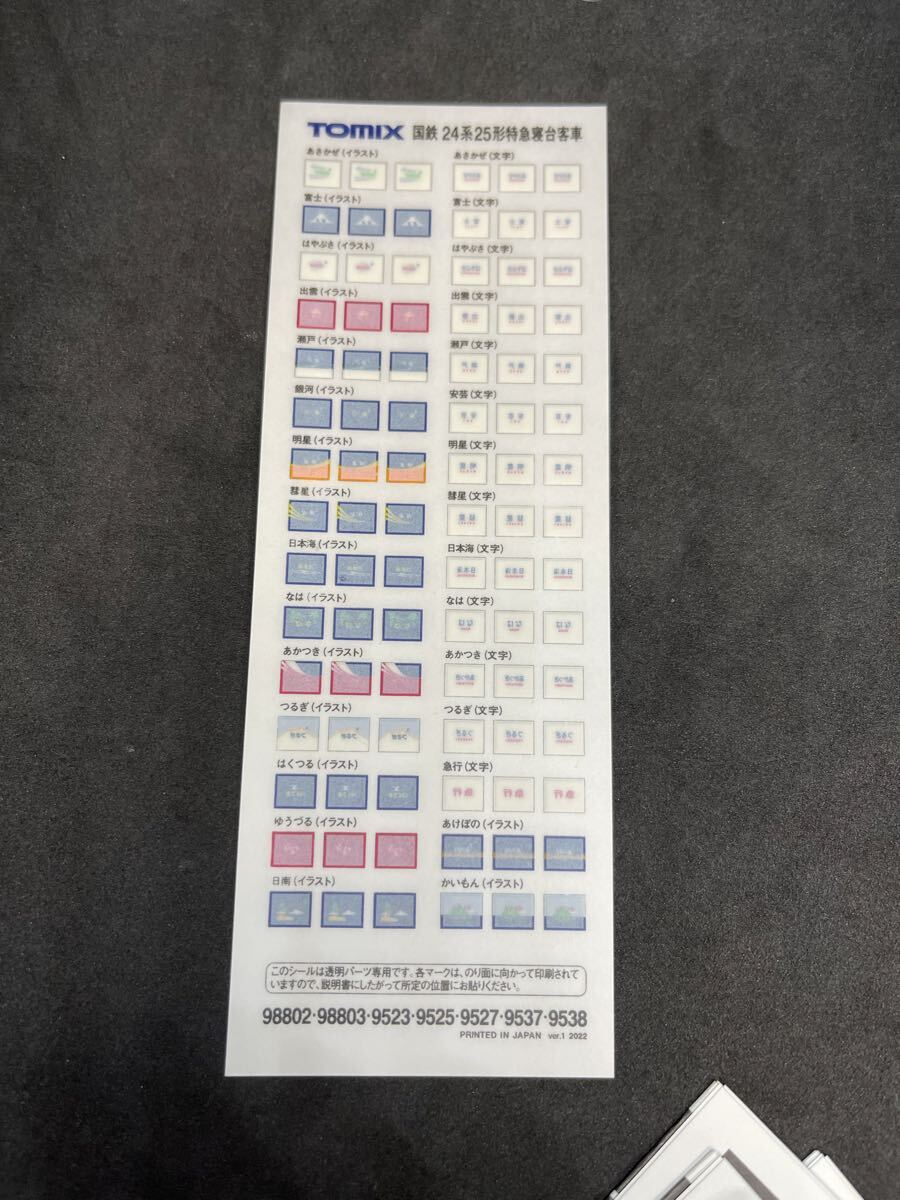 TOMIX 国鉄 24系25形特急寝台客車
あさかぜ(イラスト)
富士(イラスト)
はやぶさ(イラスト)
出雲(イラスト)
瀬戸(イラスト)
銀河(イラスト)
明星(イラスト)
彗星(イラスト)
日本海(イラスト)
なは(イラスト)
あかつき(イラスト)
つるぎ(イラスト)
はくつる(イラスト)
ゆうづる(イラスト)
日南(イラスト)
あさかぜ(文字)
富士(文字)
はやぶさ(文字)
出雲(文字)
瀬戸(文字)
安芸(文字)
明星(文字)
彗星(文字)
日本海(文字)
なは(文字)
あかつき(文字)
つるぎ(文字)
急行(文字)
あけぼの(イラスト)
かいもん(イラスト)
このシールは透明パーツ専用です。各マークは、のり面に向かって印刷されて
いますので、説明書にしたがって所定の位置にお貼りください。
98802・98803・9523・9525・9527・9537・9538
PRINTED IN JAPAN ver.1 2022